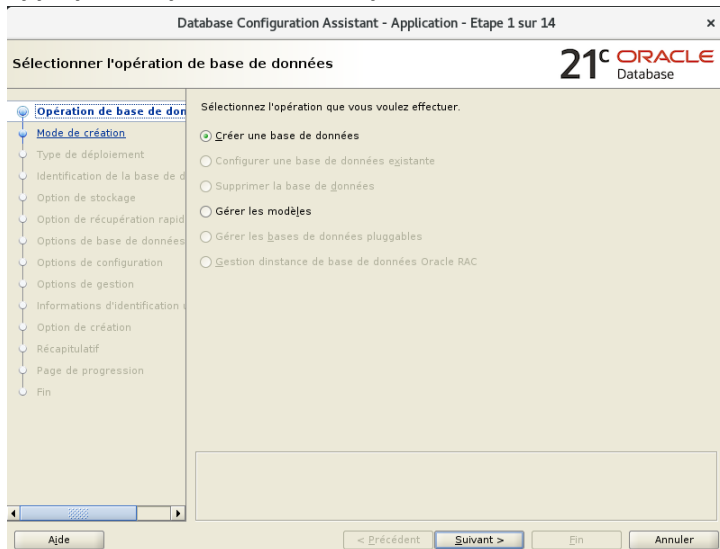 Database Configuration Assistant - Application - Etape 1 sur 14
×
Sélectionner l'opération de base de données
21c ORACLE
Database
Opération de base de don
Mode de création
Type de déploiement
Identification de la base de d
Option de stockage
Option de récupération rapid
Options de base de données
Options de configuration
Options de gestion
Informations d'identification u
Option de création
Récapitulatif
Page de progression
Fin
Sélectionnez l'opération que vous voulez effectuer.
Créer une base de données
Configurer une base de données existante
Supprimer la base de données
Gérer les modèles
Gérer les bases de données pluggables
Gestion dinstance de base de données Oracle RAC
Aide
< Précédent
Suivant >
Fin
Annuler